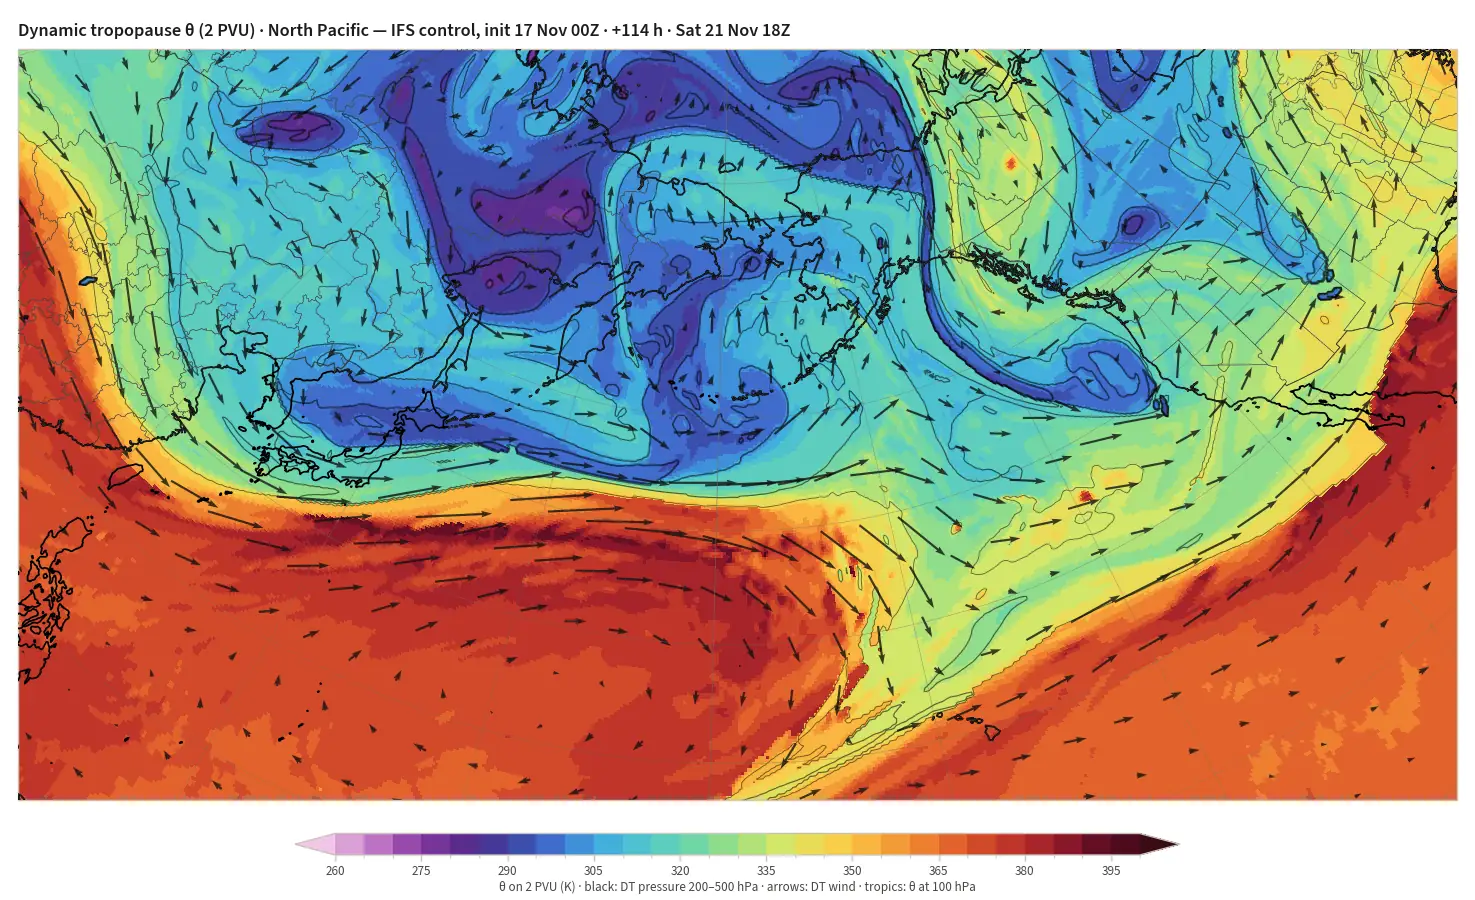 Dynamic tropopause θ (2 PVU) · North Pacific — IFS control, init 17 Nov 00Z · +114 h · Sat 21 Nov 18Z
260 275 290 305 320 335 350 365 380 395
θ on 2 PVU (K) · black: DT pressure 200–500 hPa · arrows: DT wind · tropics: θ at 100 hPa